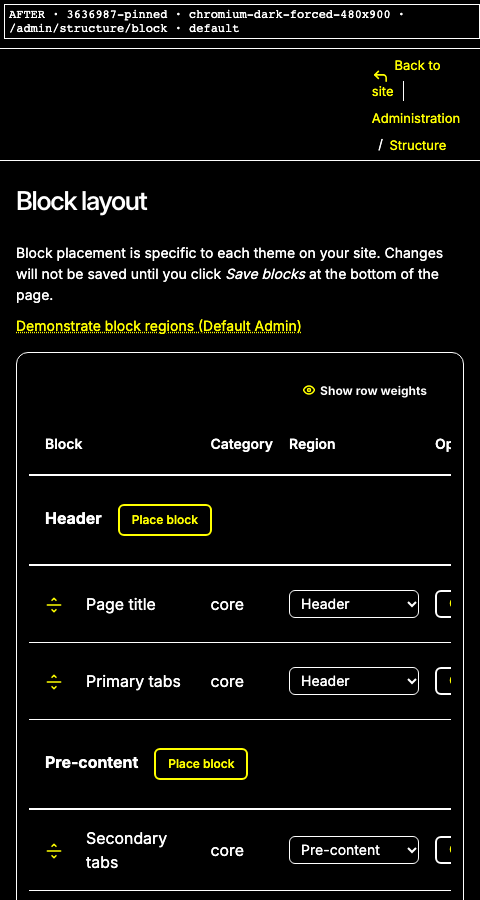 AFTER · 3636987-pinned · chromium-dark-forced-480x900 ·
/admin/structure/block · default
Back to
site
Administration
/ Structure
Block layout
Block placement is specific to each theme on your site. Changes
will not be saved until you click Save blocks at the bottom of the
page.
Demonstrate block regions (Default Admin)
Show row weights
Block Category Region Op
Header Place block
Page title core Header
Primary tabs core Header
Pre-content Place block
Secondary
tabs core Pre-content